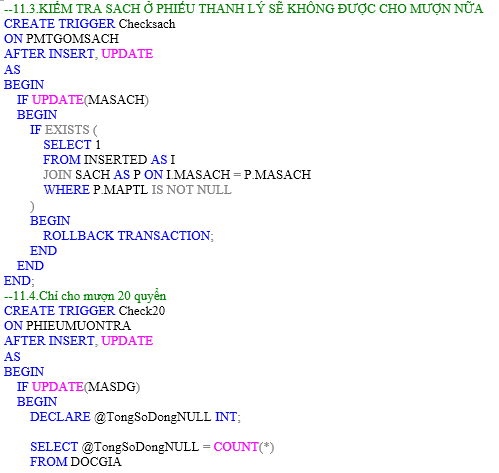 --11.3.KIỂM TRA SACH Ở PHIẾU THANH LÝ SẼ KHÔNG ĐƯỢC CHO MƯỢN NỮA
CREATE TRIGGER Checksach
ON PMTGOMSACH
AFTER INSERT, UPDATE
AS
BEGIN
IF UPDATE(MASACH)
BEGIN
IF EXISTS (
SELECT 1
FROM INSERTED AS I
JOIN SACH AS P ON I.MASACH = P.MASACH
WHERE P.MAPTL IS NOT NULL
)
BEGIN
ROLLBACK TRANSACTION;
END
END
END;
--11.4.Chỉ cho mượn 20 quyển
CREATE TRIGGER Check20
ON PHIEUMUONTRA
AFTER INSERT, UPDATE
AS
BEGIN
IF UPDATE(MASDG)
BEGIN
DECLARE @TongSoDongNULL INT;
SELECT @TongSoDongNULL = COUNT(*)
FROM DOCGIA